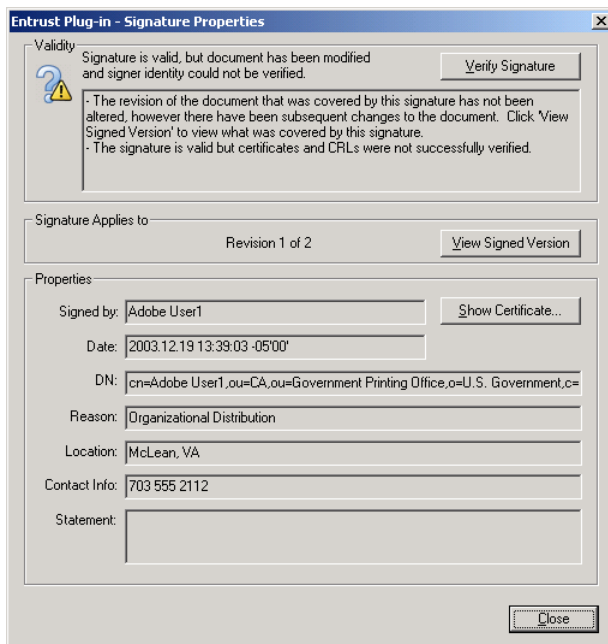 Entrust Plug-in - Signature Properties
Validity
Signature is valid, but document has been modified
and signer identity could not be verified.
Verify Signature
- The revision of the document that was covered by this signature has not been
altered, however there have been subsequent changes to the document. Click 'View
Signed Version' to view what was covered by this signature.
- The signature is valid but certificates and CRLs were not successfully verified.
Signature Applies to
Revision 1 of 2
View Signed Version
Properties
Signed by: Adobe User1
Show Certificate...
Date: 2003.12.19 13:39:03 -05'00'
DN: cn=Adobe User1,ou=CA,ou=Government Printing Office,o=U.S. Government,c=
Reason: Organizational Distribution
Location: McLean, VA
Contact Info: 703 555 2112
Statement:
Close